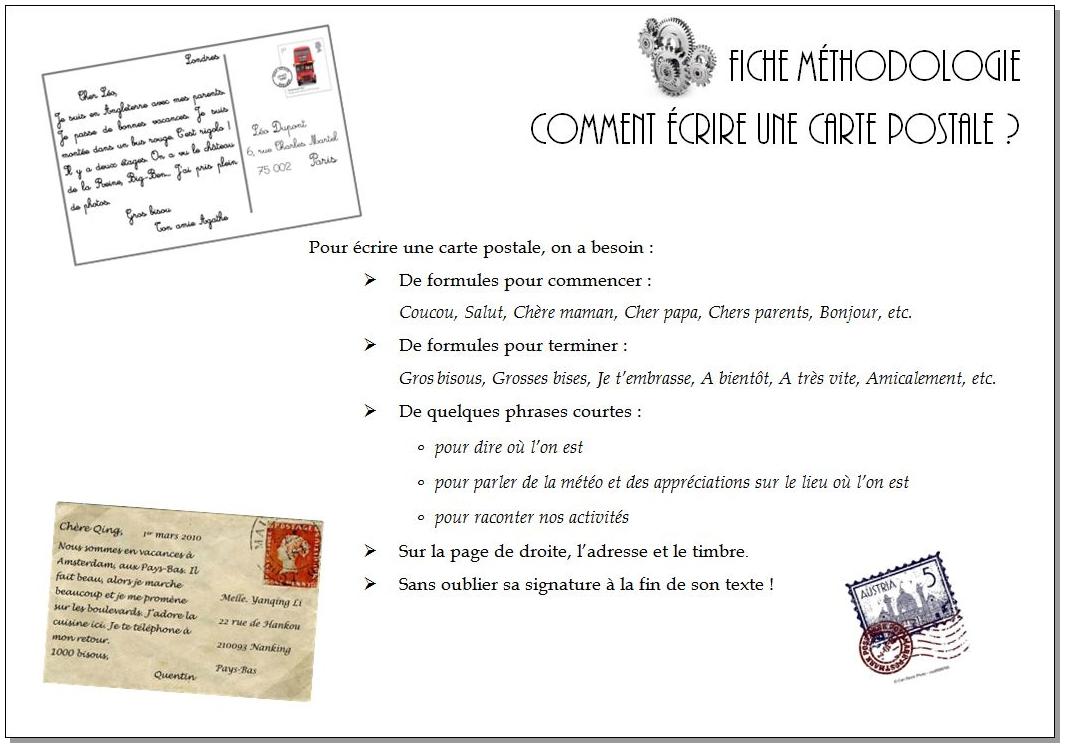 FICHE MÉTHODOLOGIE
COMMENT ÉCRIRE UNE CARTE POSTALE ?
Londres
Cher Léo,
Je suis en Angleterre avec mes parents.
Je passe de bonnes vacances. Je suis
montée dans un bus rouge. C'est rigolo !
Il y a deux étages. On a vu le château
de la Reine, Big-Ben... J'ai pris plein
de photos.
Gros bisou
Ton amie Agathe
Léo Dupont
6, rue Charles Martel
75 002 Paris
Pour écrire une carte postale, on a besoin :
De formules pour commencer :
Coucou, Salut, Chère maman, Cher papa, Chers parents, Bonjour, etc.
De formules pour terminer :
Gros bisous, Grosses bises, Je t'embrasse, A bientôt, A très vite, Amicalement, etc.
De quelques phrases courtes :
pour dire où l'on est
pour parler de la météo et des appréciations sur le lieu où l'on est
pour raconter nos activités
Sur la page de droite, l'adresse et le timbre.
Sans oublier sa signature à la fin de son texte !
Chère Qing,
1er mars 2010
Nous sommes en vacances à
Amsterdam, aux Pays-Bas. Il
fait beau, alors je marche
beaucoup et je me promène
sur les boulevards. J'adore la
cuisine ici. Je te téléphone à
mon retour.
1000 bisous,
Quentin
POSTAGE
Melle. Yanqing Li
22 rue de Hankou
210093 Nanking
Pays-Bas
AUSTRIA 5